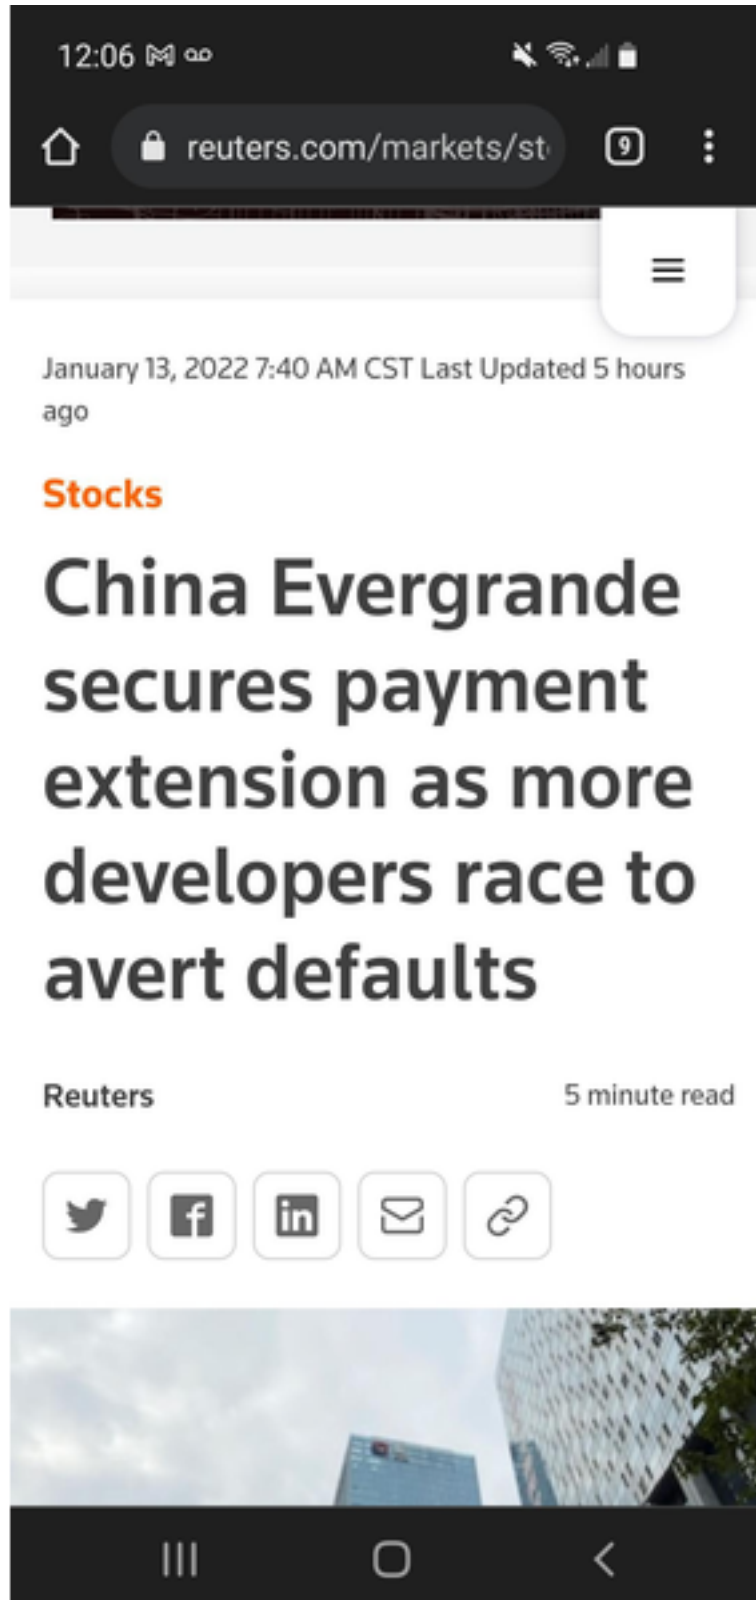 12:06
reuters.com/markets/st
9
January 13, 2022 7:40 AM CST Last Updated 5 hours
ago
Stocks
China Evergrande
secures payment
extension as more
developers race to
avert defaults
Reuters
5 minute read